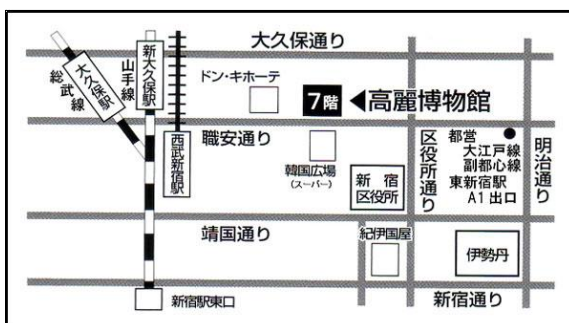 大久保通り
新大久保駅
山手線
大久保駅
総武線
ドン・キホーテ
7階
◀高麗博物館
職安通り
西武新宿駅
韓国広場
(スーパー)
新宿
区役所
区役所通り
都営
大江戸線
副都心線
東新宿駅
A1出口
明治通り
靖国通り
紀伊国屋
伊勢丹
新宿駅東口
新宿通り